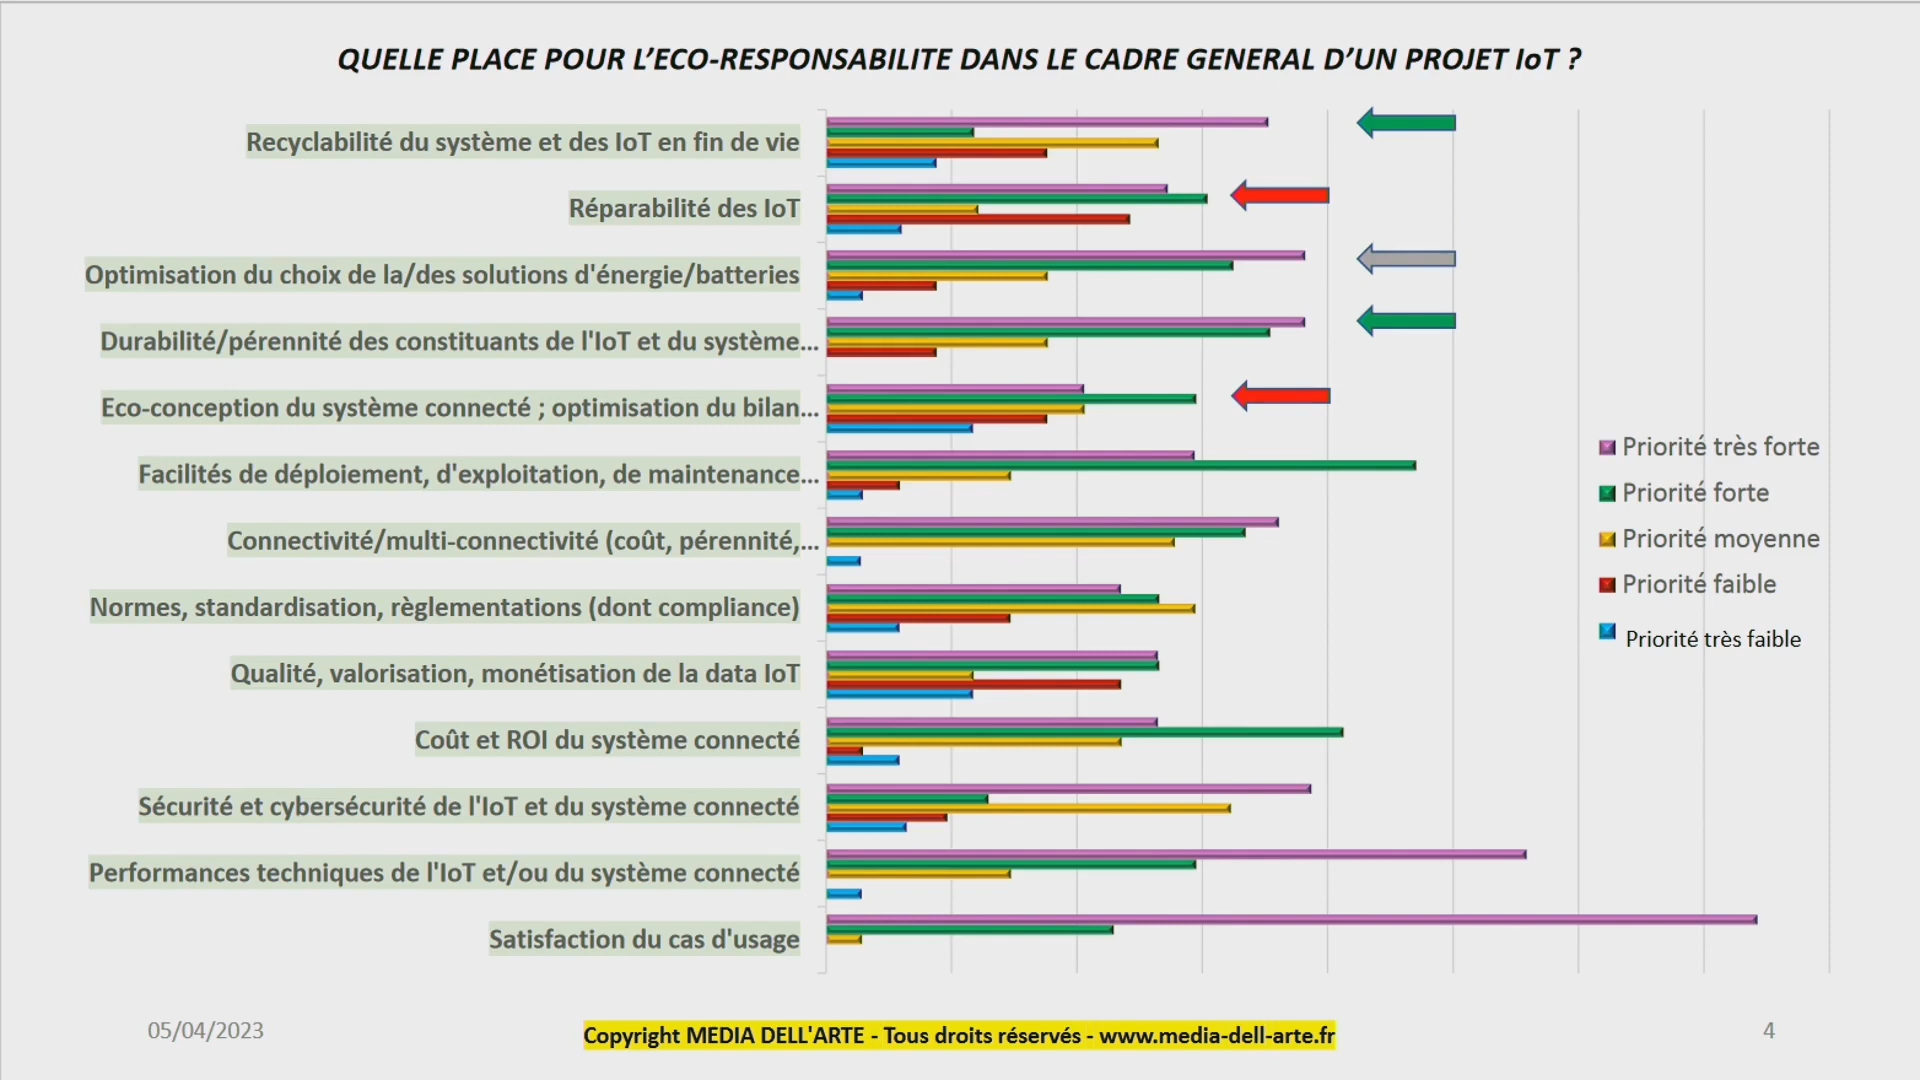 QUELLE PLACE POUR L’ECO-RESPONSABILITE DANS LE CADRE GENERAL D’UN PROJET IoT ?
Recyclabilité du système et des IoT en fin de vie
Réparabilité des IoT
Optimisation du choix de la/des solutions d'énergie/batteries
Durabilité/pérennité des constituants de l'IoT et du système...
Eco-conception du système connecté ; optimisation du bilan...
Facilités de déploiement, d'exploitation, de maintenance...
Connectivité/multi-connectivité (coût, pérennité,...
Normes, standardisation, règlementations (dont compliance)
Qualité, valorisation, monétisation de la data IoT
Coût et ROI du système connecté
Sécurité et cybersécurité de l'IoT et du système connecté
Performances techniques de l'IoT et/ou du système connecté
Satisfaction du cas d'usage
Priorité très forte
Priorité forte
Priorité moyenne
Priorité faible
Priorité très faible
05/04/2023
Copyright MEDIA DELL'ARTE - Tous droits réservés - www.media-dell-arte.fr
4